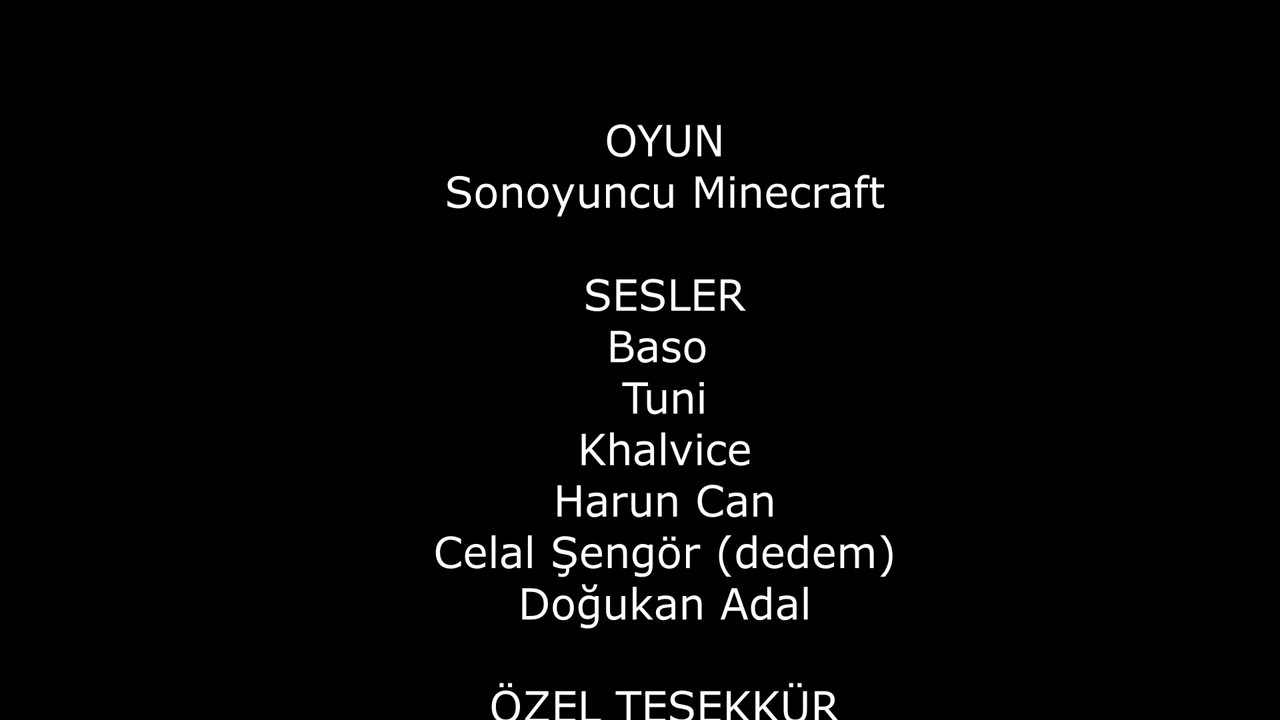 OYUN
Sonoyuncu Minecraft
SESLER
Baso
Tuni
Khalvice
Harun Can
Celal Şengör (dedem)
Doğukan Adal
ÖZEL TEŞEKKÜR